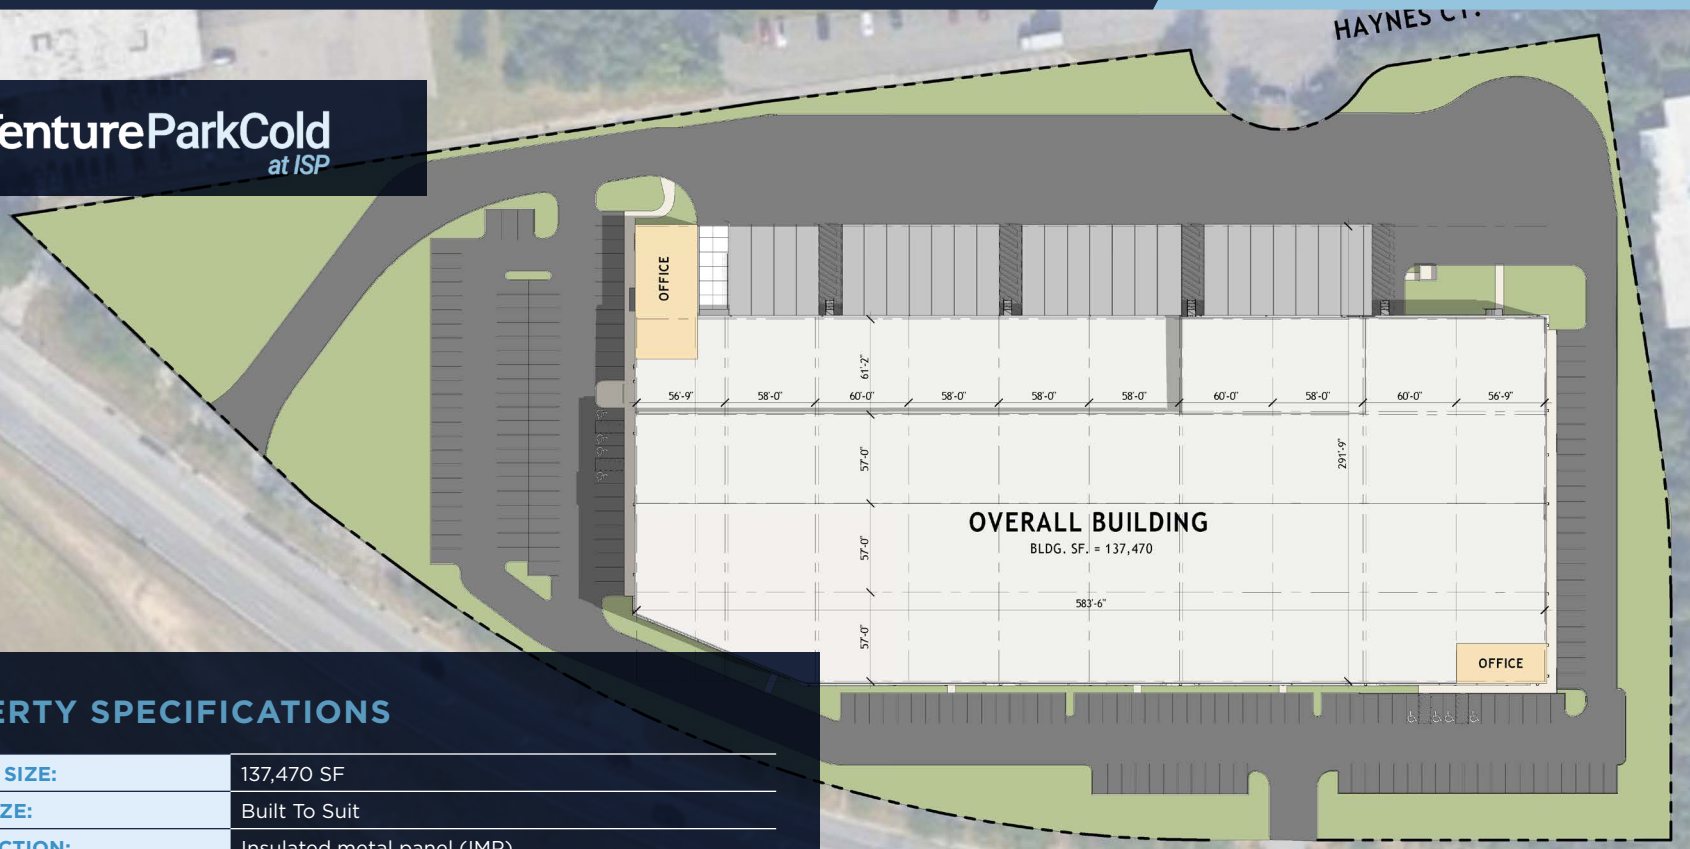 HAYNES CT.
entureParkCold
at ISP
OFFICE
61'-2"
56'-9" 58'-0" 60'-0" 58'-0" 58'-0" 58'-0" 60'-0" 58'-0" 60'-0" 56'-9"
57'-0"
291'-9"
OVERALL BUILDING
BLDG. SF. = 137,470
57'-0"
583'-6"
57'-0"
OFFICE
ERTY SPECIFICATIONS
SIZE: 137,470 SF
ZE: Built To Suit
CTION: Insulated metal panel (IMP)